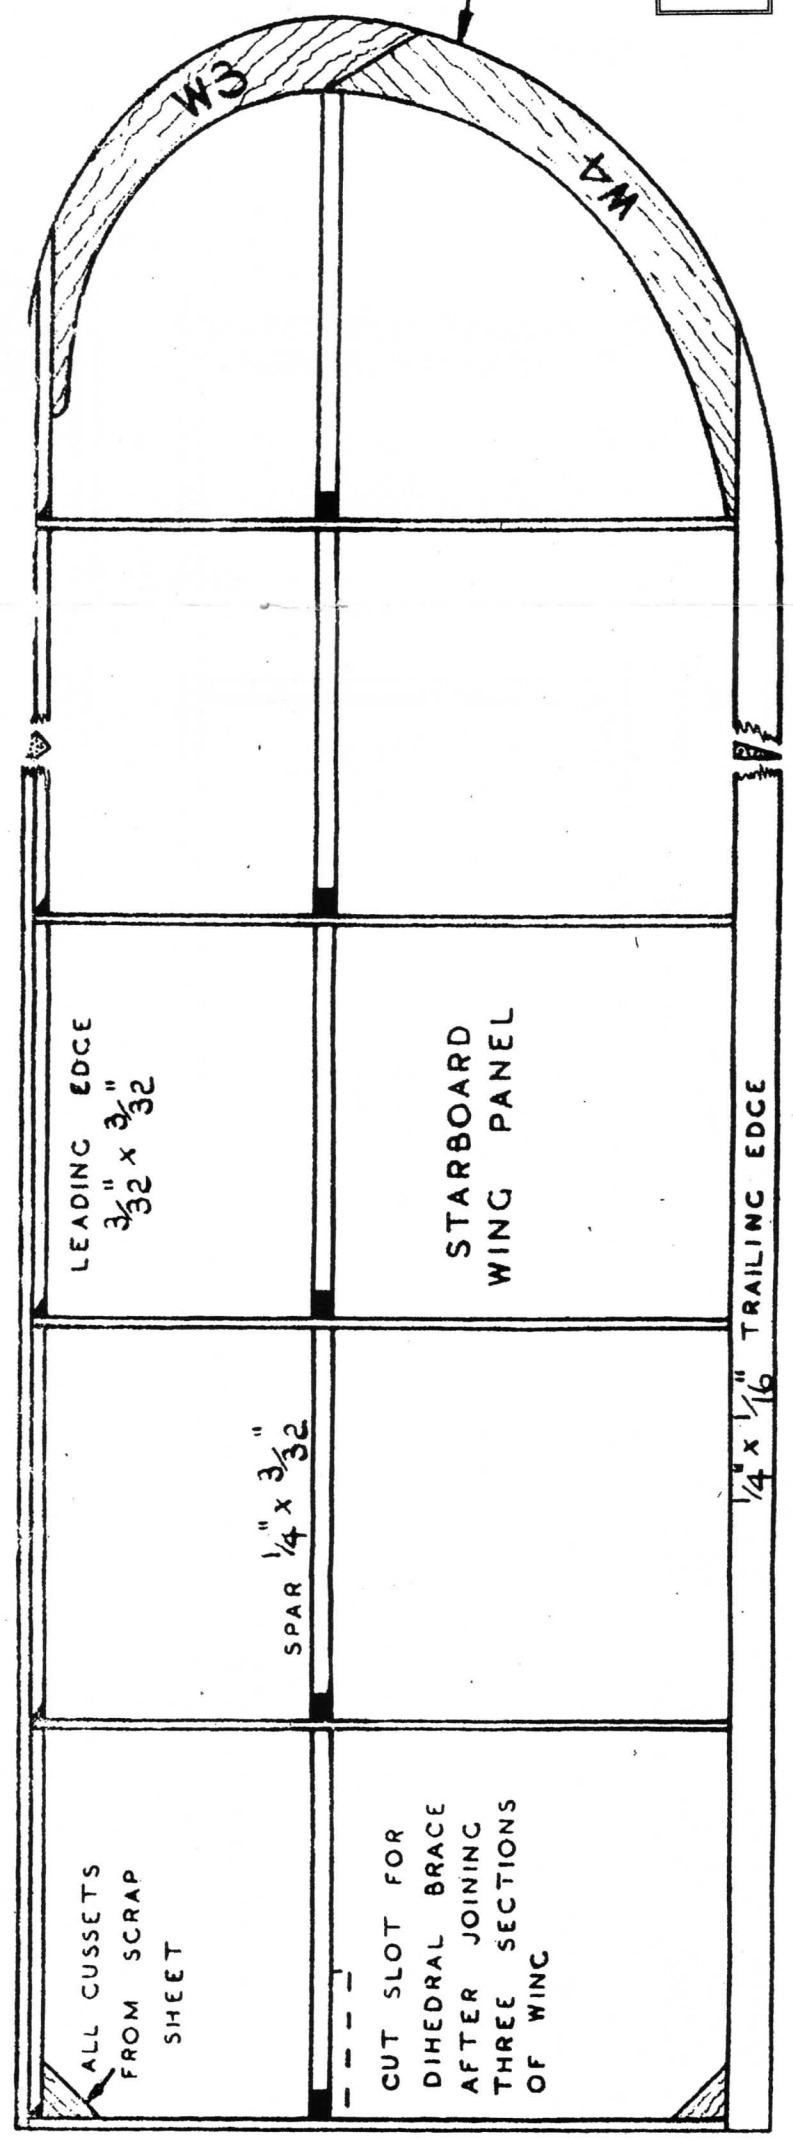 W3
W4
LEADING EDGE
3/32" x 3/32"
STARBOARD
WING PANEL
1/4" x 1/16" TRAILING EDGE
SPAR 1/4" x 3/32"
ALL GUSSETS
FROM SCRAP
SHEET
CUT SLOT FOR
DIHEDRAL BRACE
AFTER JOINING
THREE SECTIONS
OF WING